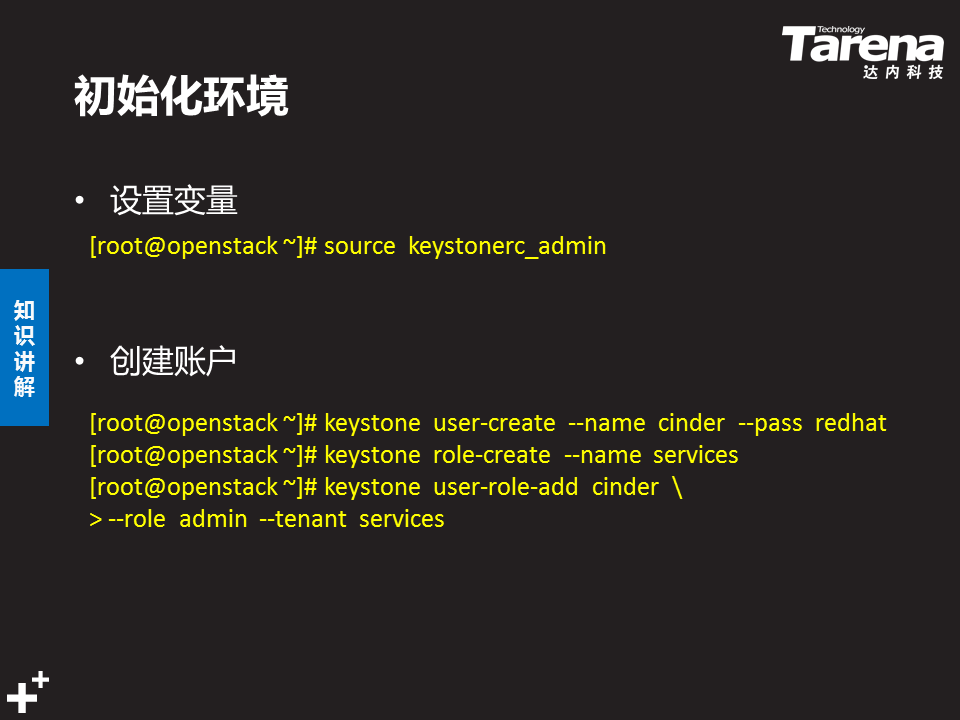 Technology
Tarena
达内科技
初始化环境
• 设置变量
[root@openstack ~]# source keystonerc_admin
知识讲解
• 创建账户
[root@openstack ~]# keystone user-create --name cinder --pass redhat
[root@openstack ~]# keystone role-create --name services
[root@openstack ~]# keystone user-role-add cinder \
> --role admin --tenant services